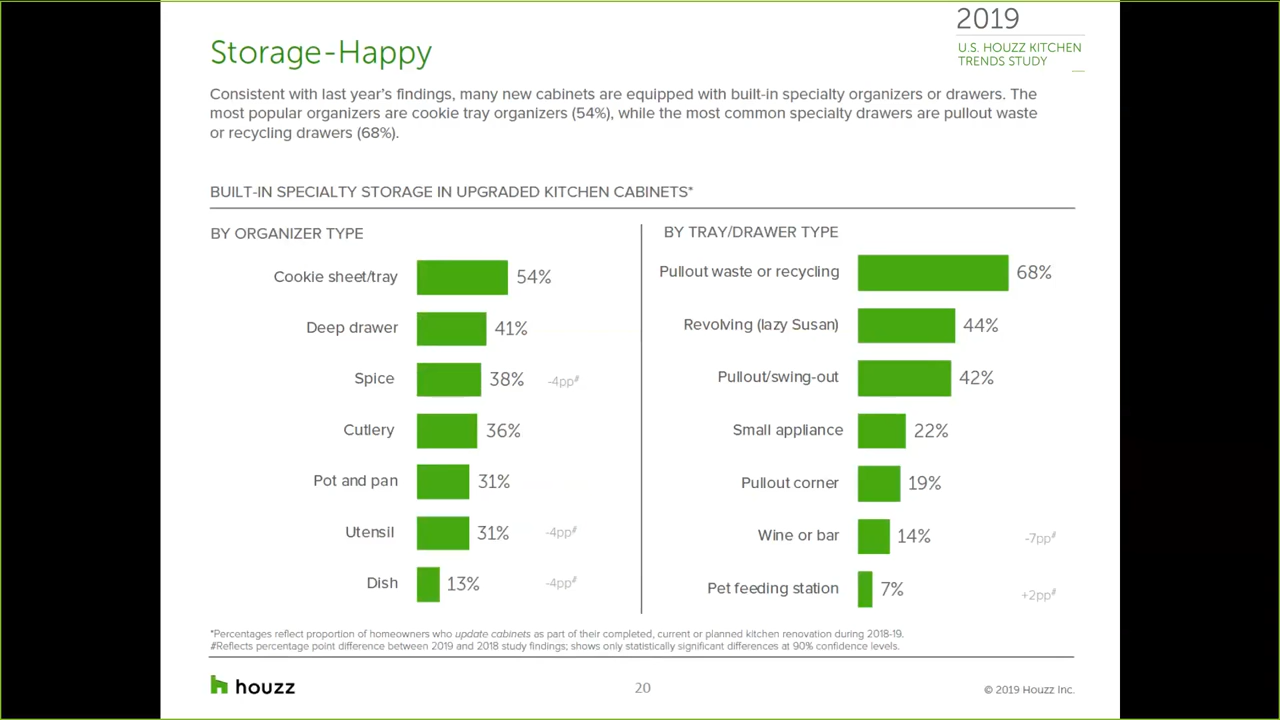 2019
U.S. HOUZZ KITCHEN
TRENDS STUDY
Storage-Happy
Consistent with last year's findings, many new cabinets are equipped with built-in specialty organizers or drawers. The
most popular organizers are cookie tray organizers (54%), while the most common specialty drawers are pullout waste
or recycling drawers (68%).
BUILT-IN SPECIALTY STORAGE IN UPGRADED KITCHEN CABINETS*
BY ORGANIZER TYPE
Cookie sheet/tray 54%
Deep drawer 41%
Spice 38% -4pp#
Cutlery 36%
Pot and pan 31%
Utensil 31% -4pp#
Dish 13% -4pp#
BY TRAY/DRAWER TYPE
Pullout waste or recycling 68%
Revolving (lazy Susan) 44%
Pullout/swing-out 42%
Small appliance 22%
Pullout corner 19%
Wine or bar 14% -7pp#
Pet feeding station 7% +2pp#
*Percentages reflect proportion of homeowners who update cabinets as part of their completed, current or planned kitchen renovation during 2018-19.
#Reflects percentage point difference between 2019 and 2018 study findings; shows only statistically significant differences at 90% confidence levels.
houzz
20
© 2019 Houzz Inc.